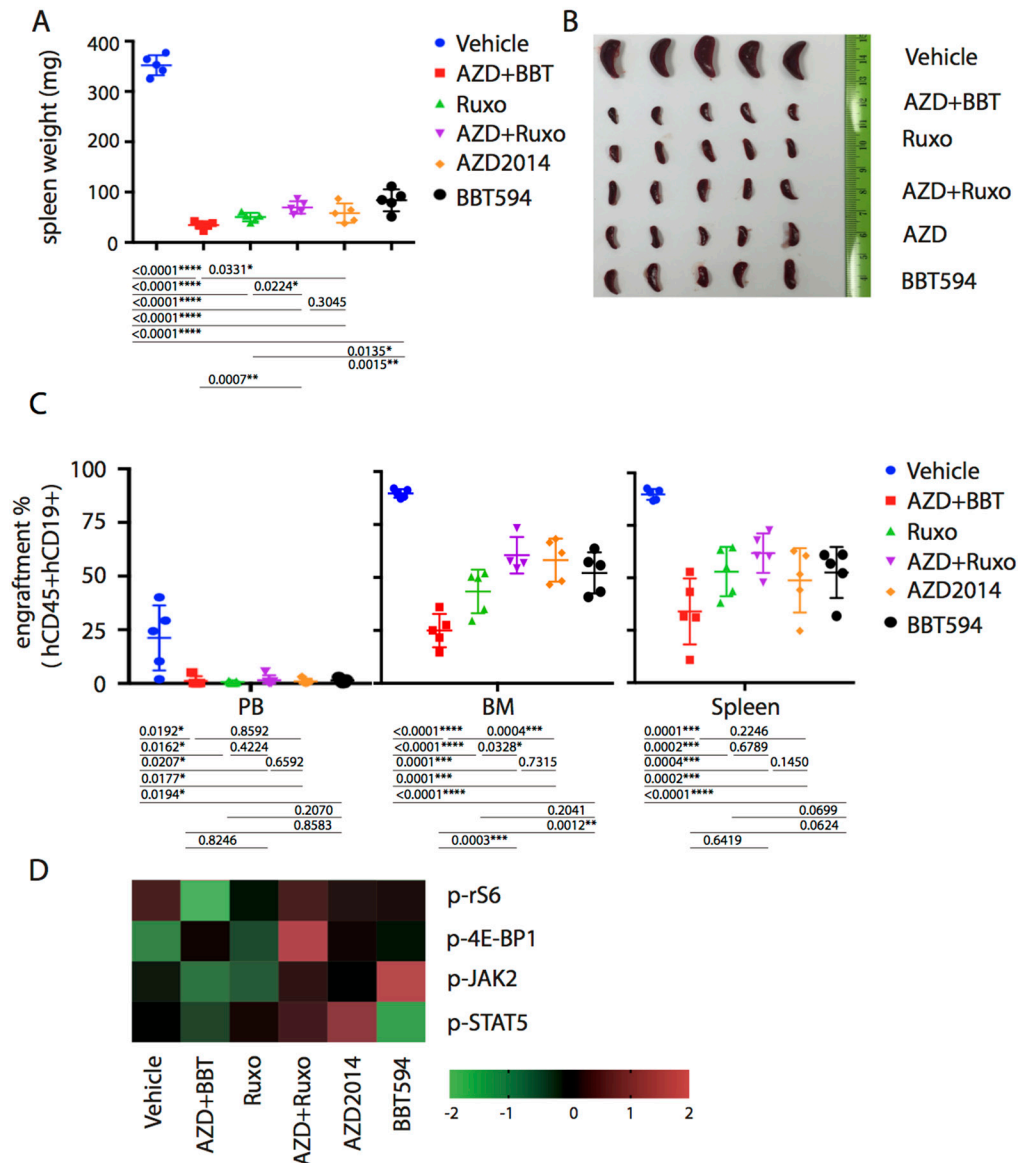 A
spleen weight (mg)
400
300
200
100
0
Vehicle
AZD+BBT
Ruxo
AZD+Ruxo
AZD2014
BBT594
<0.0001**** 0.0331*
<0.0001**** 0.0224*
<0.0001**** 0.3045
<0.0001****
<0.0001****
0.0135*
0.0015**
0.0007**
B
Vehicle
AZD+BBT
Ruxo
AZD+Ruxo
AZD
BBT594
C
engraftment %
( hCD45+hCD19+)
100
75
50
25
0
PB
BM
Spleen
Vehicle
AZD+BBT
Ruxo
AZD+Ruxo
AZD2014
BBT594
0.0192* 0.8592
0.0162* 0.4224
0.0207* 0.6592
0.0177*
0.0194*
0.2070
0.8583
0.8246
<0.0001**** 0.0004***
<0.0001**** 0.0328*
0.0001*** 0.7315
0.0001***
<0.0001****
0.2041
0.0012**
0.0003***
0.0001*** 0.2246
0.0002*** 0.6789
0.0004*** 0.1450
0.0002***
<0.0001****
0.0699
0.0624
0.6419
D
p-rS6
p-4E-BP1
p-JAK2
p-STAT5
Vehicle
AZD+BBT
Ruxo
AZD+Ruxo
AZD2014
BBT594
-2 -1 0 1 2